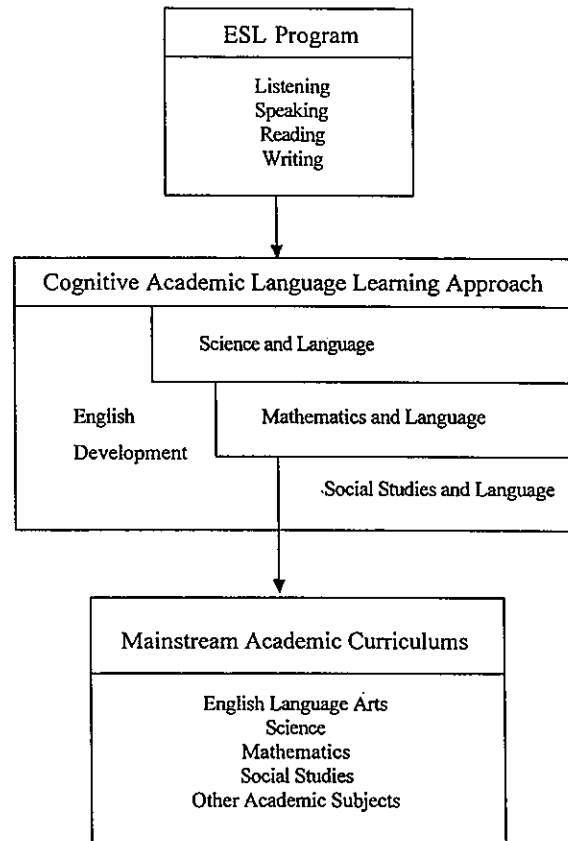 ESL Program
Listening
Speaking
Reading
Writing
Cognitive Academic Language Learning Approach
Science and Language
English
Development
Mathematics and Language
Social Studies and Language
Mainstream Academic Curriculums
English Language Arts
Science
Mathematics
Social Studies
Other Academic Subjects